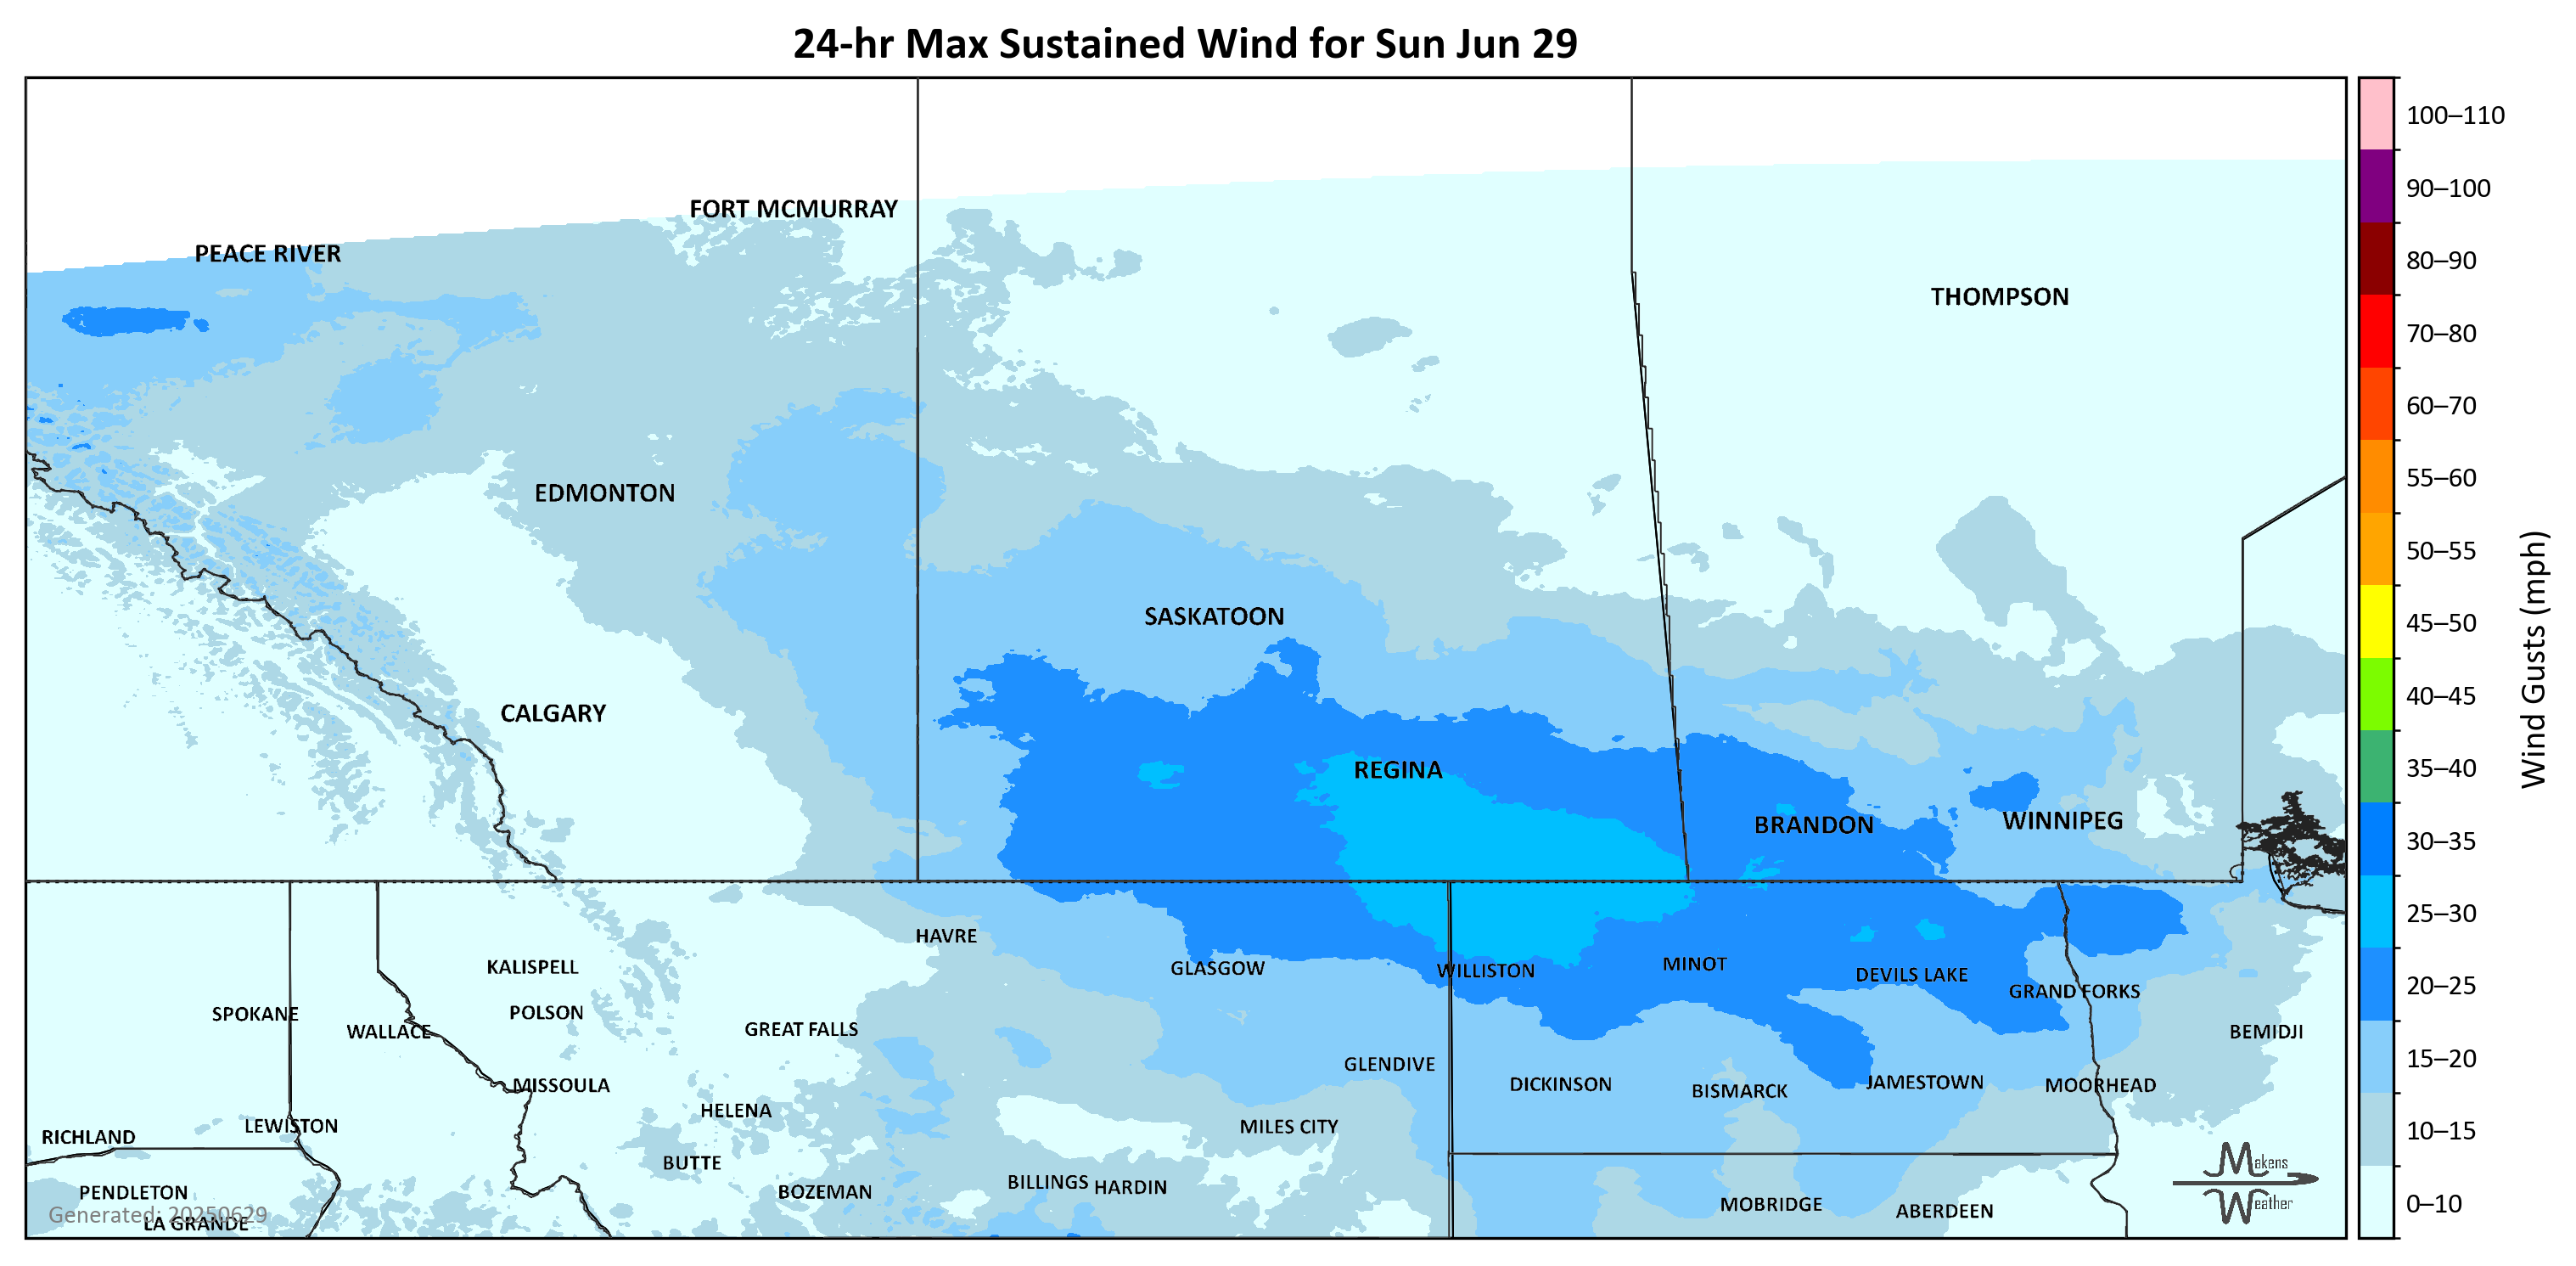 24-hr Max Sustained Wind for Sun Jun 29
FORT MCMURRAY
PEACE RIVER
THOMPSON
EDMONTON
SASKATOON
CALGARY
REGINA
BRANDON
WINNIPEG
HAVRE
KALISPELL
GLASGOW
WILLISTON
MINOT
DEVILS LAKE
GRAND FORKS
SPOKANE
POLSON
WALLACE
GREAT FALLS
BEMIDJI
GLENDIVE
MISSOULA
DICKINSON
BISMARCK
JAMESTOWN
MOORHEAD
HELENA
LEWISTON
MILES CITY
RICHLAND
BUTTE
BILLINGS
HARDIN
BOZEMAN
PENDLETON
MOBRIDGE
ABERDEEN
Generated: 20250629
LA GRANDE
Makens
Weather
100–110
90–100
80–90
70–80
60–70
55–60
50–55
45–50
40–45
35–40
30–35
25–30
20–25
15–20
10–15
0–10
Wind Gusts (mph)